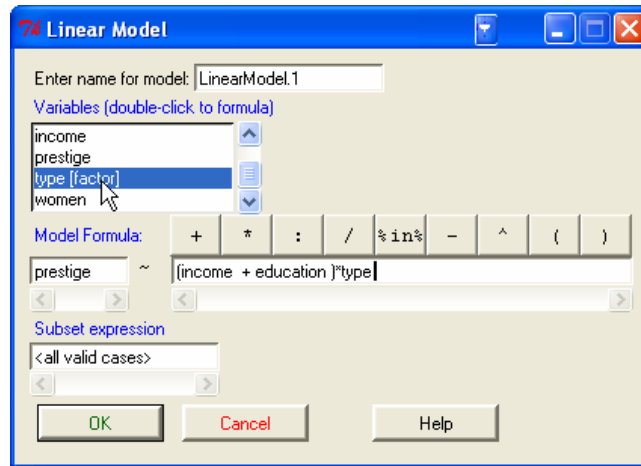 Linear Model
Enter name for model: LinearModel.1
Variables (double-click to formula)
income
prestige
type [factor]
women
Model Formula: + * : / %in% - ^ ( )
prestige ~ (income + education )*type
Subset expression
<all valid cases>
OK Cancel Help